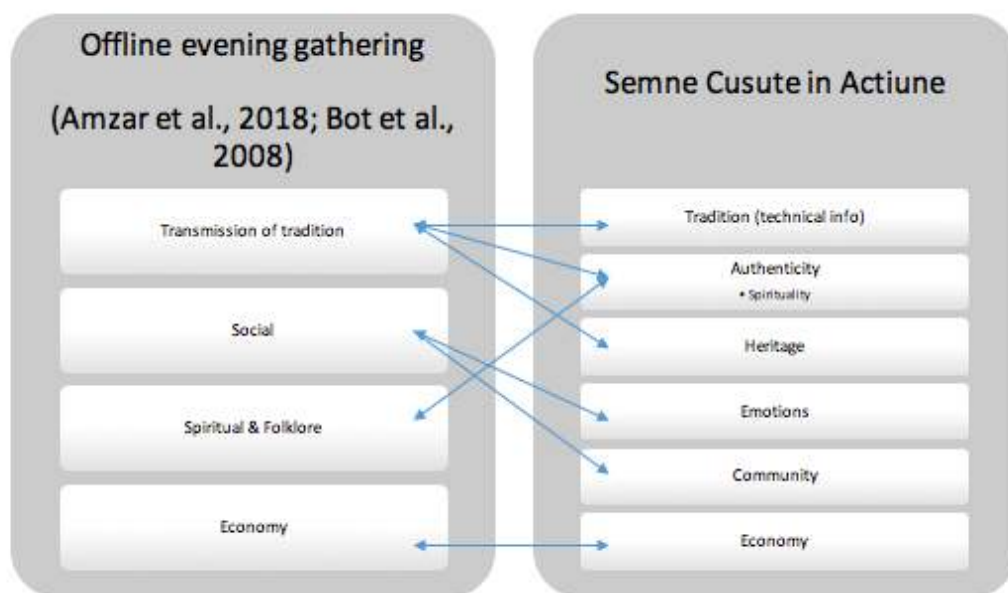 Offline evening gathering
(Amzar et al., 2018; Bot et al.,
2008)
Transmission of tradition
Social
Spiritual & Folklore
Economy
Semne Cusute in Actiune
Tradition (technical info)
Authenticity
• Spirituality
Heritage
Emotions
Community
Economy